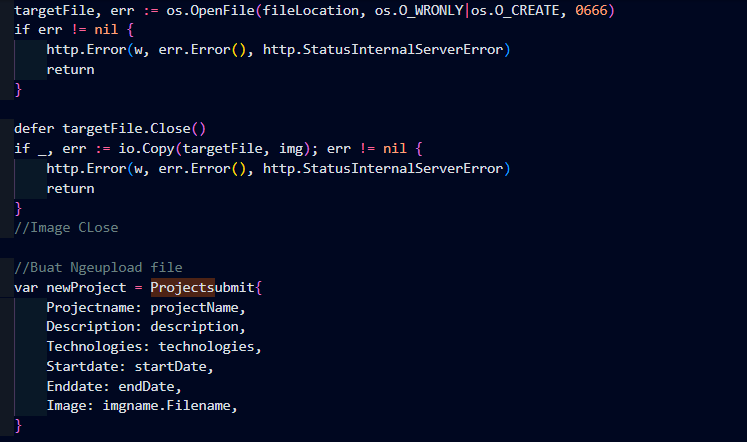 targetFile, err := os.OpenFile(fileLocation, os.O_WRONLY|os.O_CREATE, 0666)
if err != nil {
    http.Error(w, err.Error(), http.StatusInternalServerError)
    return
}

defer targetFile.Close()
if _, err := io.Copy(targetFile, img); err != nil {
    http.Error(w, err.Error(), http.StatusInternalServerError)
    return
}
//Image CLose

//Buat Ngeupload file
var newProject = Projectsubmit{
    Projectname: projectName,
    Description: description,
    Technologies: technologies,
    Startdate: startDate,
    Enddate: endDate,
    Image: imgname.Filename,
}